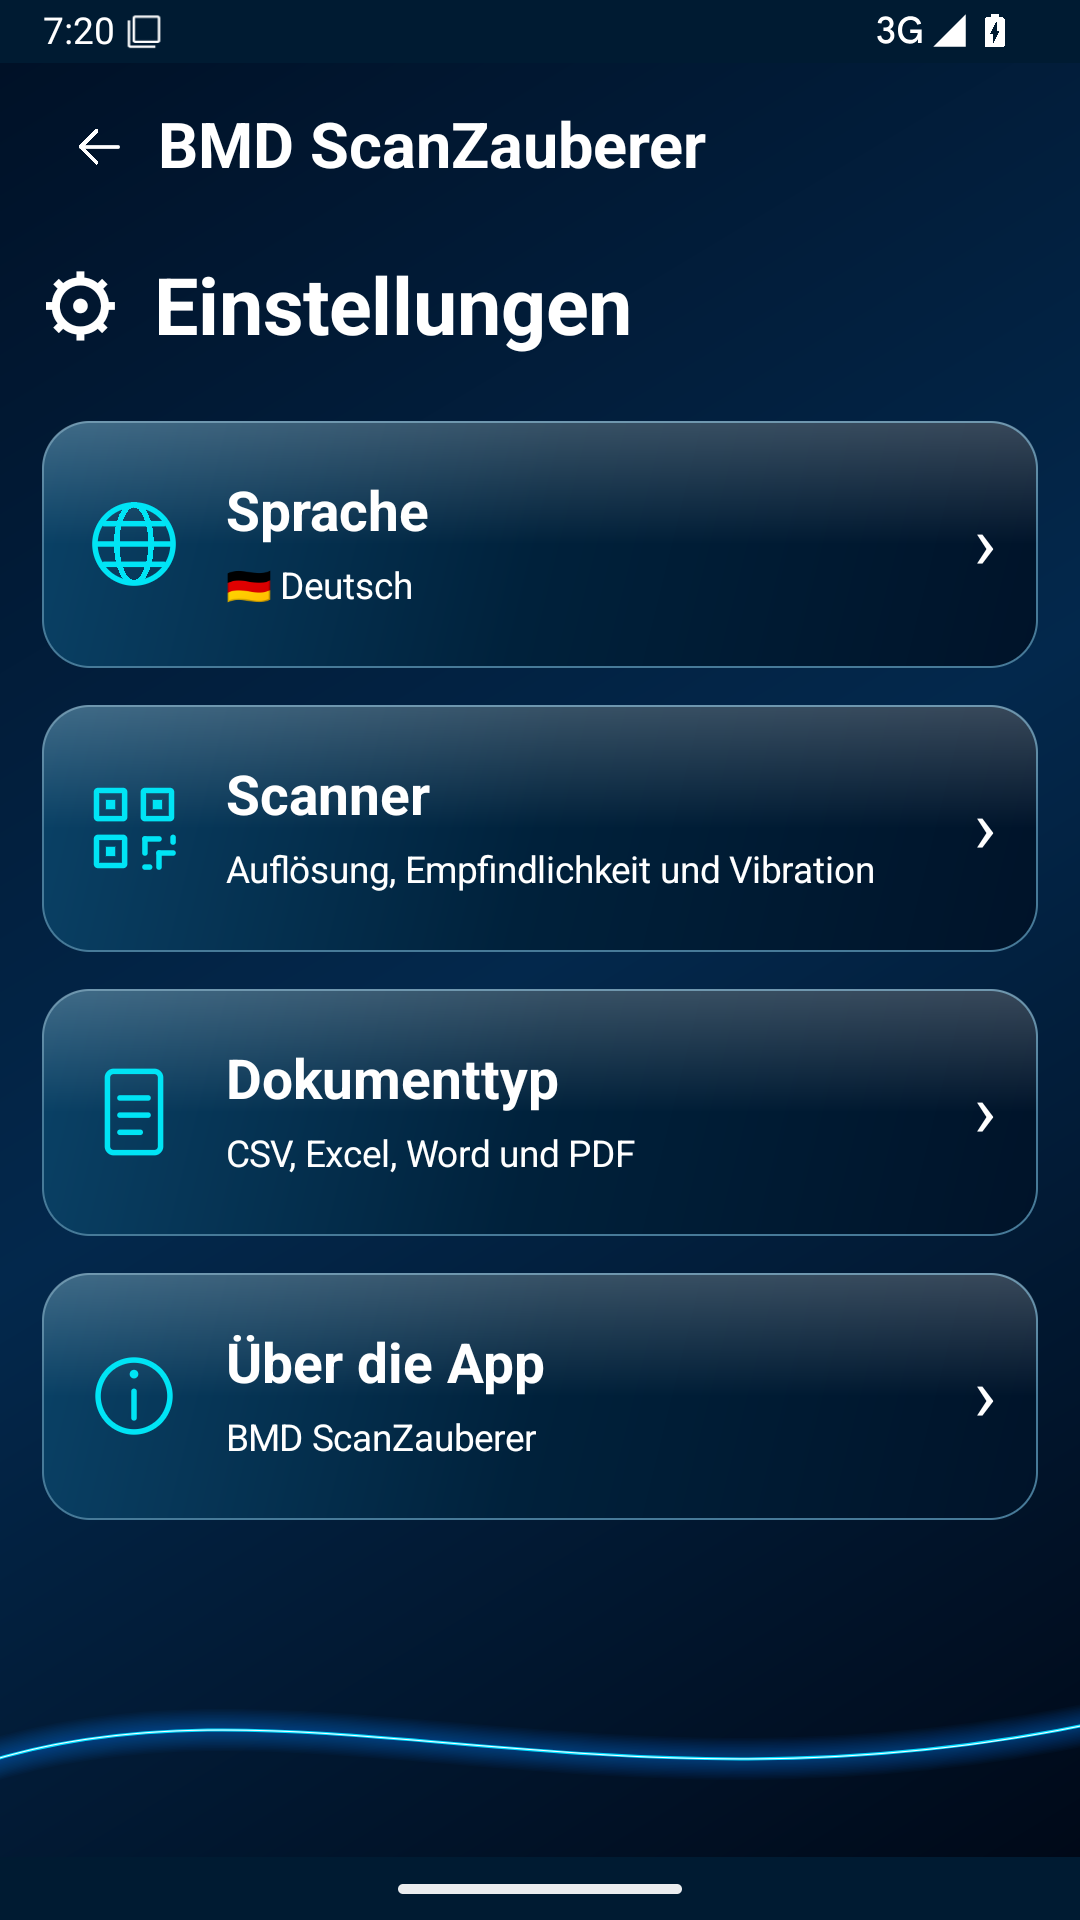 7:20
3G
BMD ScanZauberer
Einstellungen
Sprache
🇩🇪 Deutsch
Scanner
Auflösung, Empfindlichkeit und Vibration
Dokumenttyp
CSV, Excel, Word und PDF
Über die App
BMD ScanZauberer